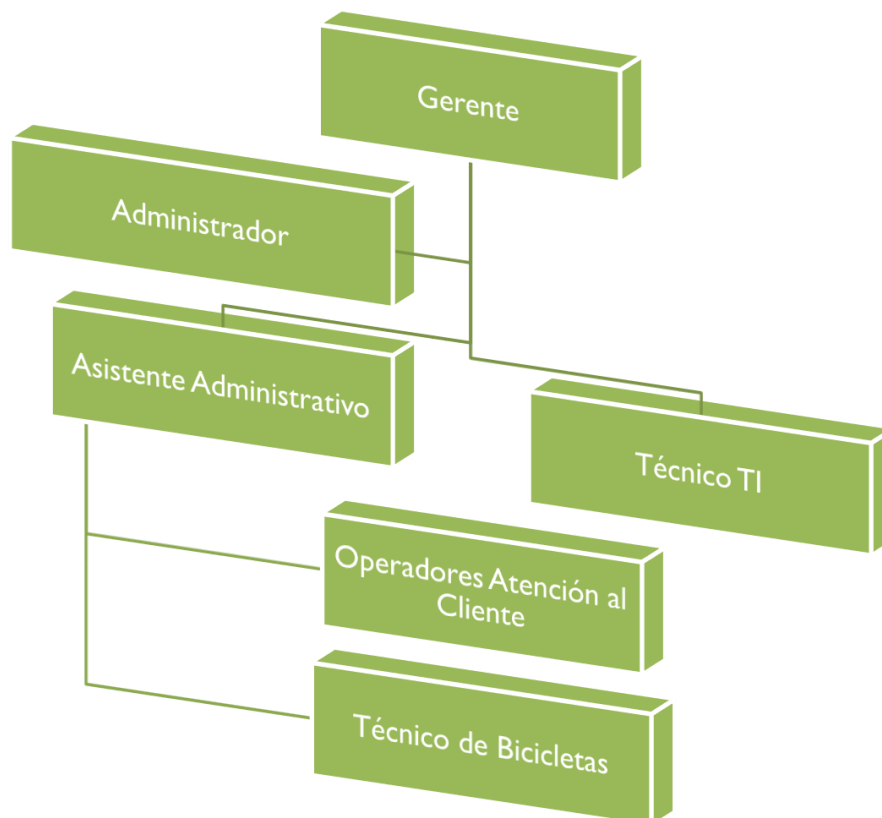 Gerente
Administrador
Asistente Administrativo
Técnico TI
Operadores Atención al
Cliente
Técnico de Bicicletas